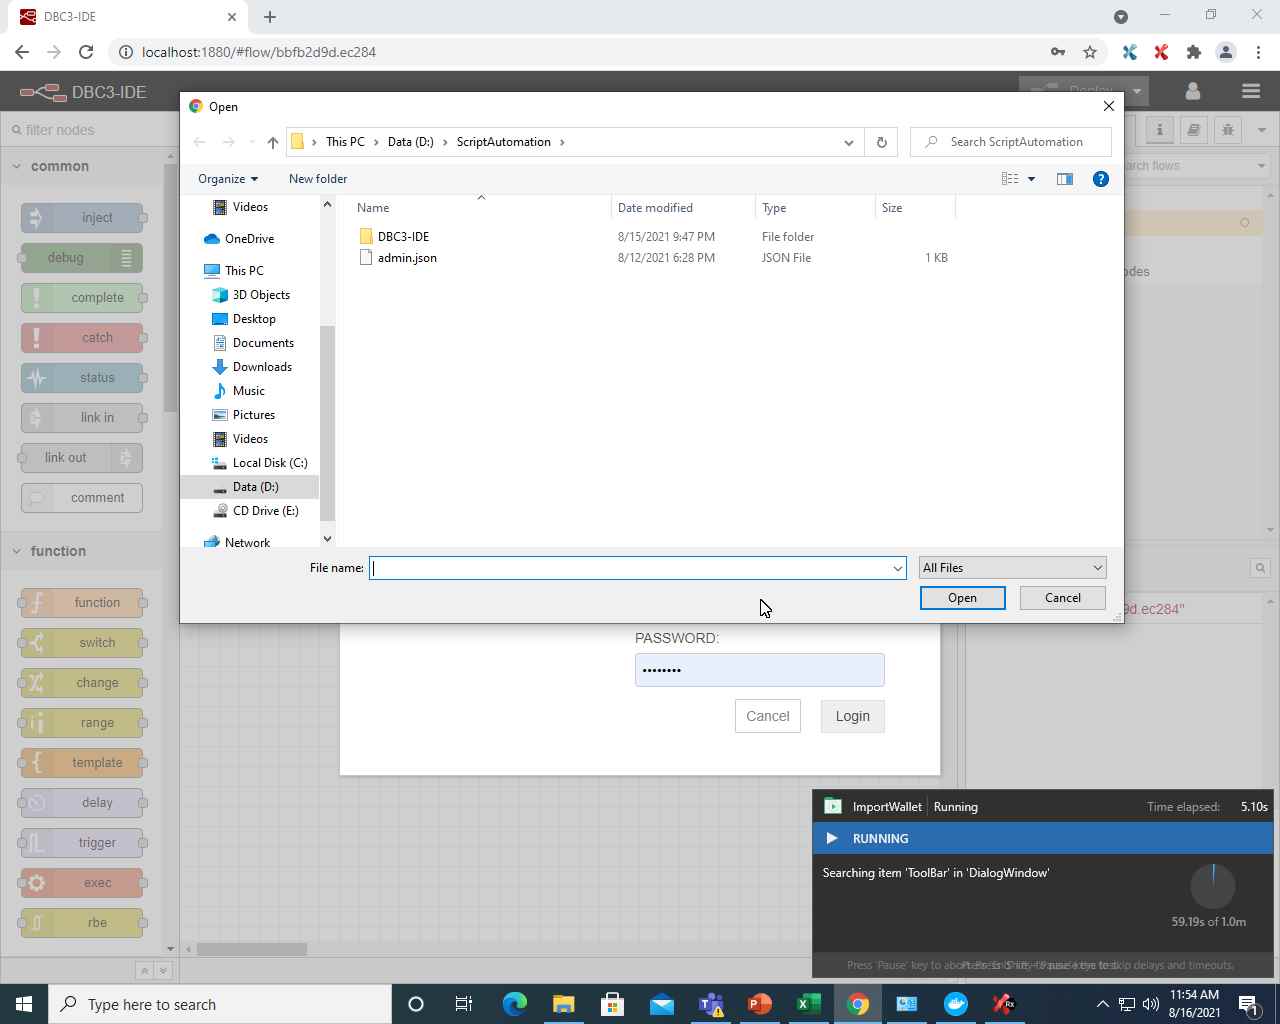 DBC3-IDE
localhost:1880/#flow/bbfb2d9d.ec284
DBC3-IDE
Deploy
Open
This PC
Data (D:)
ScriptAutomation
Search ScriptAutomation
Organize
New folder
filter nodes
common
inject
debug
complete
catch
status
link in
link out
comment
function
function
switch
change
range
template
delay
trigger
exec
rbe
Videos
OneDrive
This PC
3D Objects
Desktop
Documents
Downloads
Music
Pictures
Videos
Local Disk (C:)
Data (D:)
CD Drive (E:)
Network
Name Date modified Type Size
DBC3-IDE 8/15/2021 9:47 PM File folder
admin.json 8/12/2021 6:28 PM JSON File 1 KB
File name:
All Files
Open
Cancel
arch flows
odes
9d.ec284"
PASSWORD:
••••••••
Cancel
Login
ImportWallet Running Time elapsed: 5.10s
RUNNING
Searching item 'ToolBar' in 'DialogWindow'
59.19s of 1.0m
Press 'Pause' key to abort
skip delays and timeouts.
Type here to search
11:54 AM
8/16/2021
1